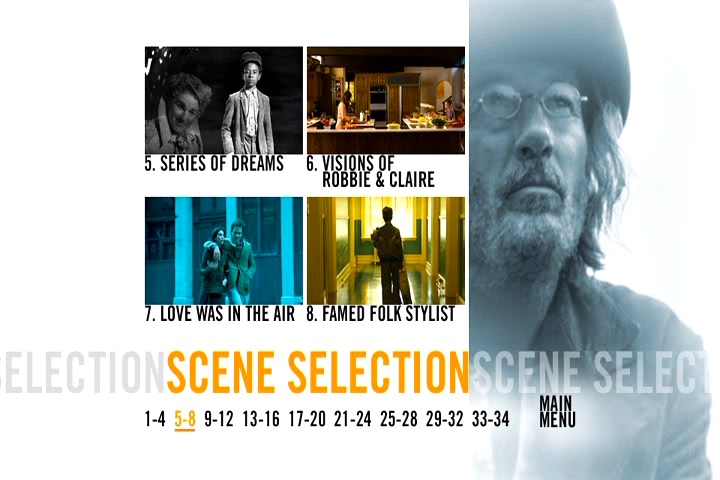 5. SERIES OF DREAMS
6. VISIONS OF
ROBBIE & CLAIRE
7. LOVE WAS IN THE AIR
8. FAMED FOLK STYLIST
SELECTION SCENE SELECTION SCENE SELECT
1-4 5-8 9-12 13-16 17-20 21-24 25-28 29-32 33-34
MAIN
MENU